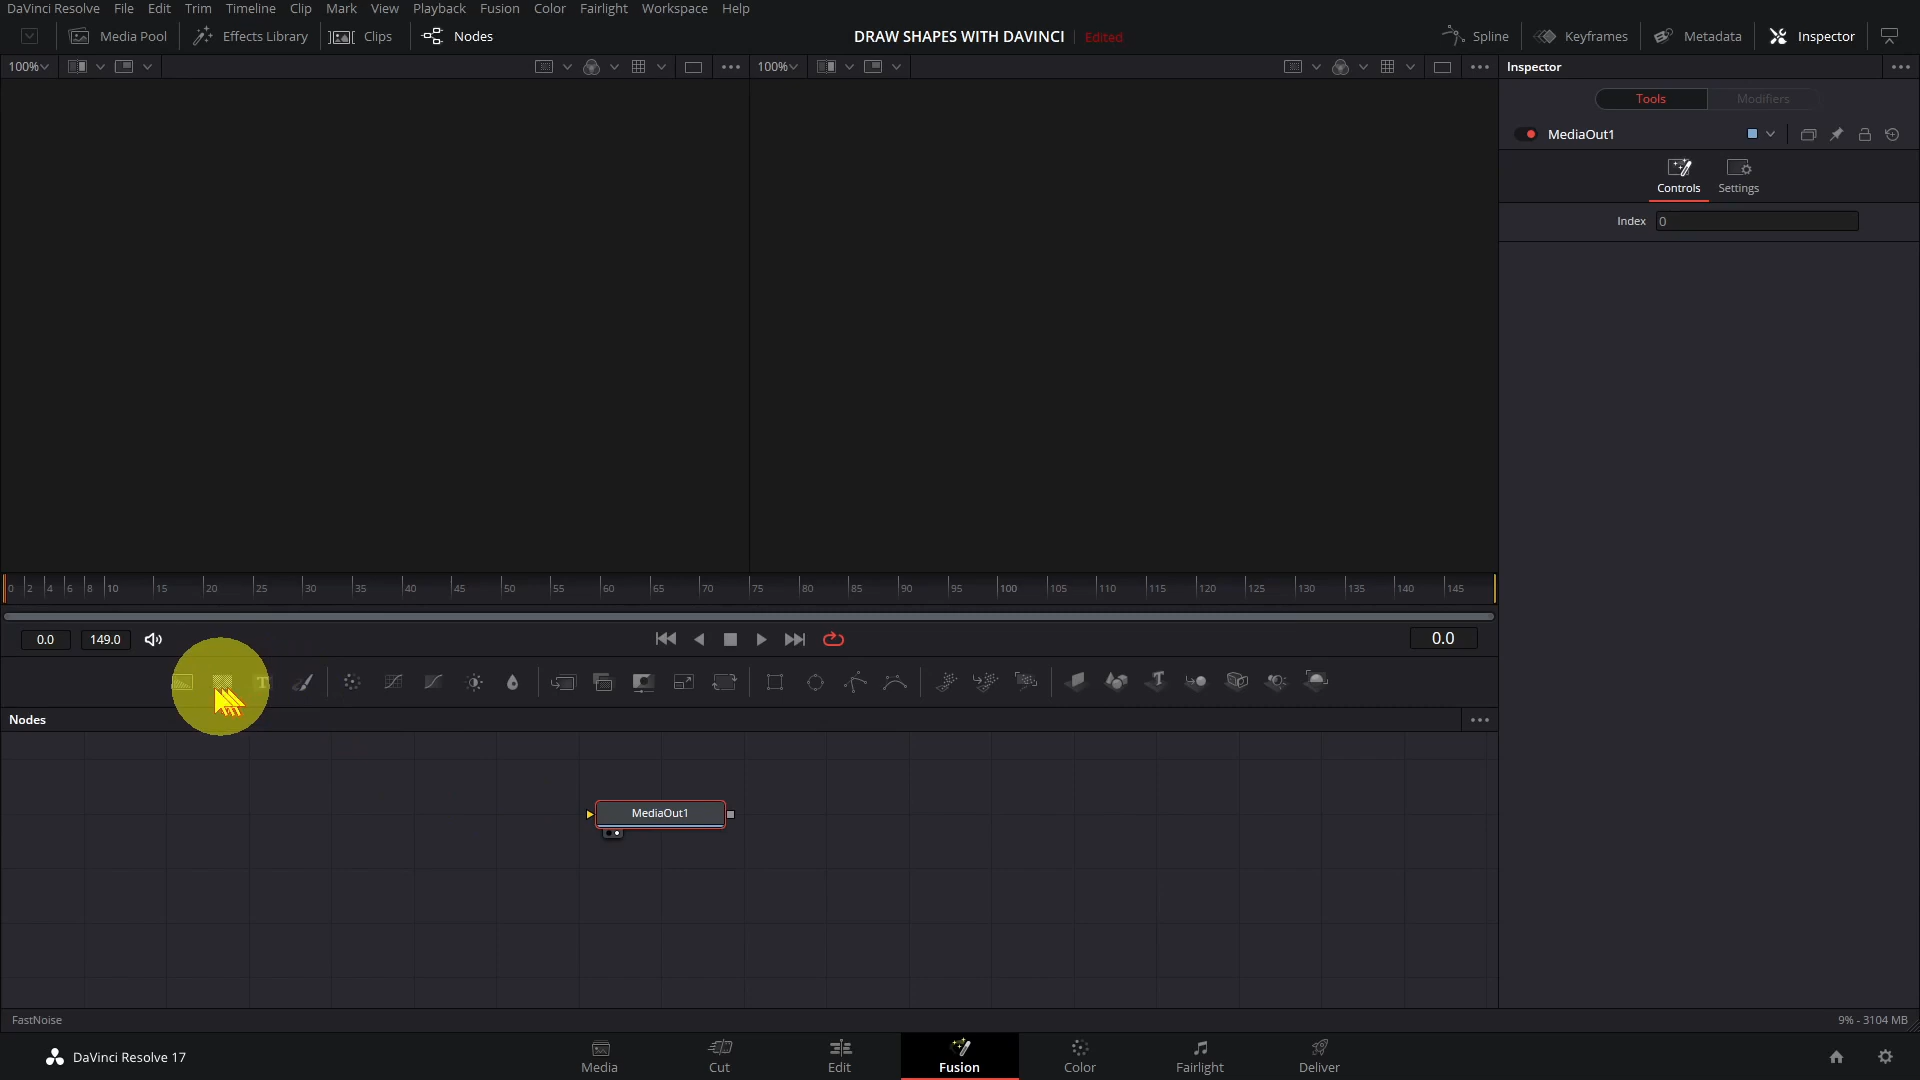 DaVinci Resolve File Edit Trim Timeline Clip Mark View Playback Fusion Color Fairlight Workspace Help
Media Pool Effects Library Clips Nodes DRAW SHAPES WITH DAVINCI Edited Spline Keyframes Metadata Inspector
100% 100% Inspector
Tools Modifiers
MediaOut1
Controls Settings
Index 0
0 2 4 6 8 10 15 20 25 30 35 40 45 50 55 60 65 70 75 80 85 90 95 100 105 110 115 120 125 130 135 140 145
0.0 149.0 0.0
Nodes
MediaOut1
FastNoise 9% - 3104 MB
DaVinci Resolve 17 Media Cut Edit Fusion Color Fairlight Deliver